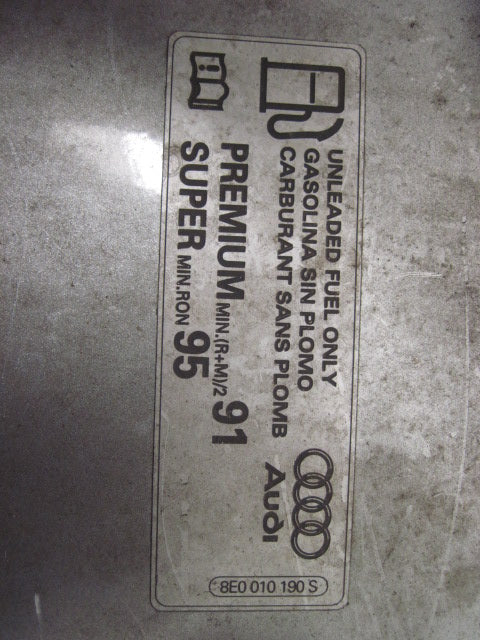 UNLEADED FUEL ONLY
GASOLINA SIN PLOMO
CARBURANT SANS PLOMB
PREMIUM MIN.(R+M)/2 91
SUPER MIN.RON 95
Audi
8E0 010 190 S